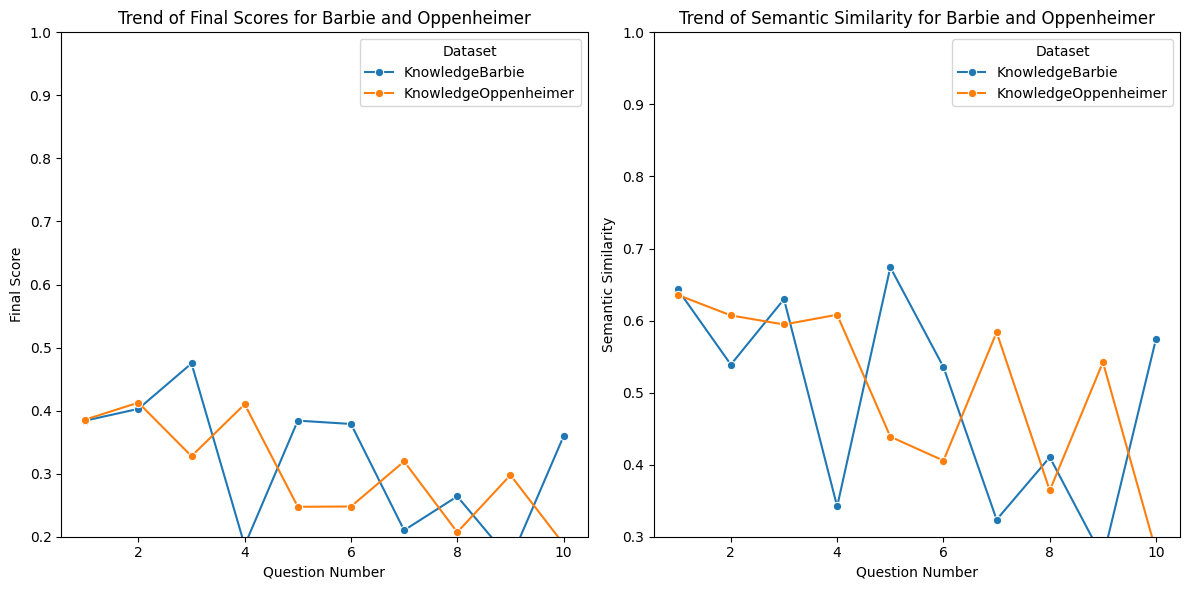 Trend of Final Scores for Barbie and Oppenheimer
1.0
0.9
0.8
0.7
0.6
0.5
0.4
0.3
0.2
Final Score
2
4
6
8
10
Question Number
Dataset
KnowledgeBarbie
KnowledgeOppenheimer
Trend of Semantic Similarity for Barbie and Oppenheimer
1.0
0.9
0.8
0.7
0.6
0.5
0.4
0.3
Semantic Similarity
2
4
6
8
10
Question Number
Dataset
KnowledgeBarbie
KnowledgeOppenheimer